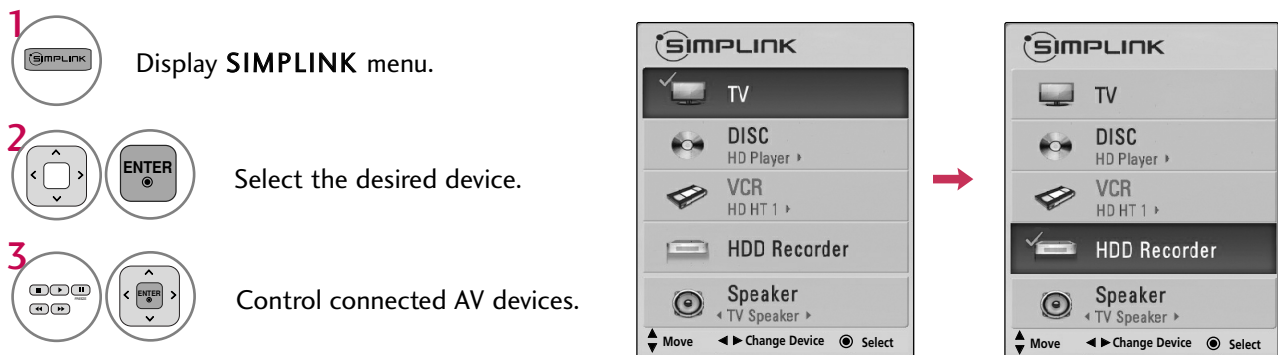 1
SIMPLINK
Display SIMPLINK menu.
2
ENTER
Select the desired device.
3
ENTER
Control connected AV devices.
SIMPLINK
TV
DISC
HD Player
VCR
HD HT 1
HDD Recorder
Speaker
TV Speaker
Move Change Device Select
SIMPLINK
TV
DISC
HD Player
VCR
HD HT 1
HDD Recorder
Speaker
TV Speaker
Move Change Device Select